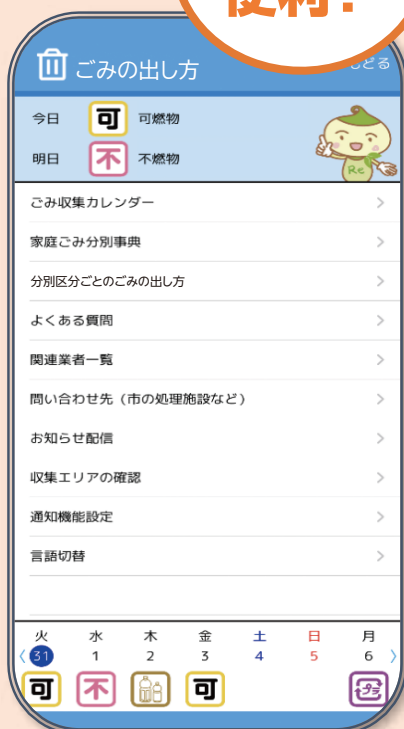 便利！
ごみの出し方
もどる
今日 可 可燃物
明日 不 不燃物
Re
ごみ収集カレンダー
家庭ごみ分別事典
分別区分ごとのごみの出し方
よくある質問
関連業者一覧
問い合わせ先（市の処理施設など）
お知らせ配信
収集エリアの確認
通知機能設定
言語切替
火 水 木 金 土 日 月
31 1 2 3 4 5 6
可 不 可 プラ